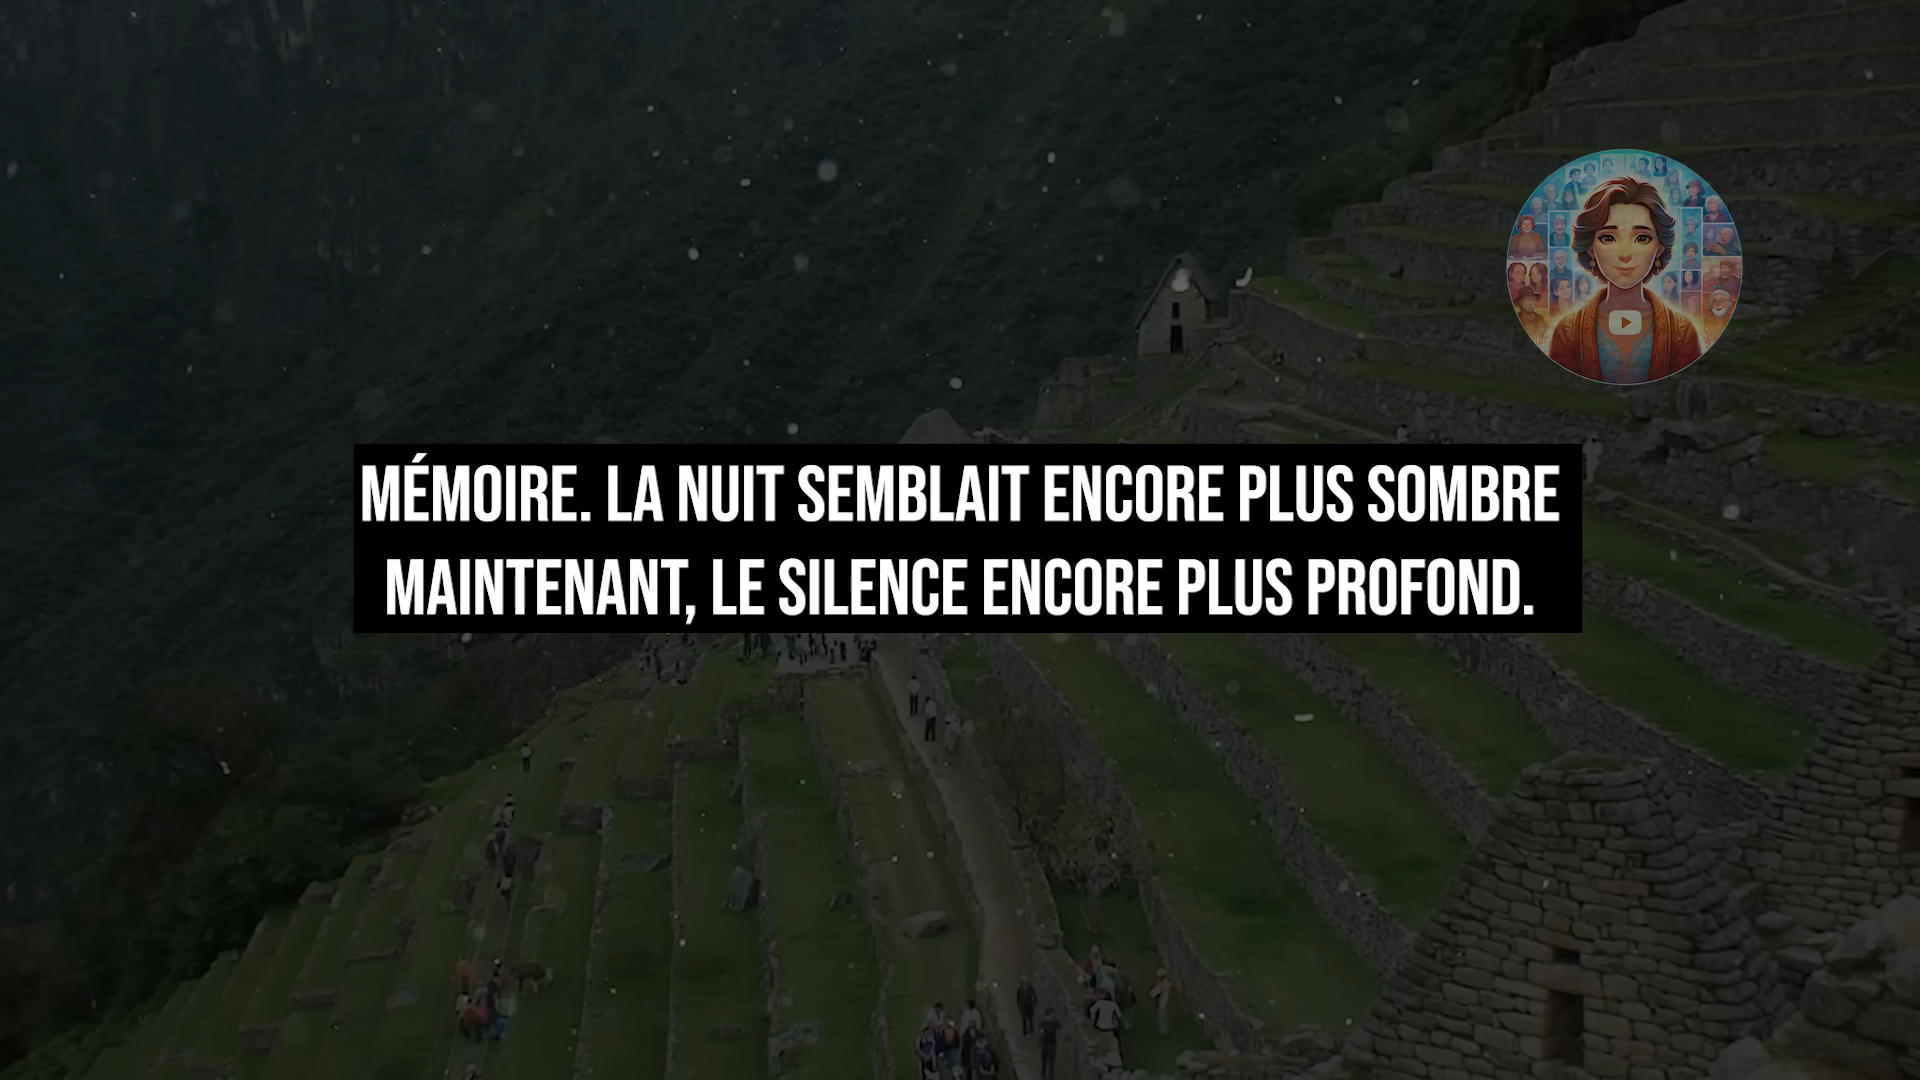 MÉMOIRE. LA NUIT SEMBLAIT ENCORE PLUS SOMBRE
MAINTENANT, LE SILENCE ENCORE PLUS PROFOND.